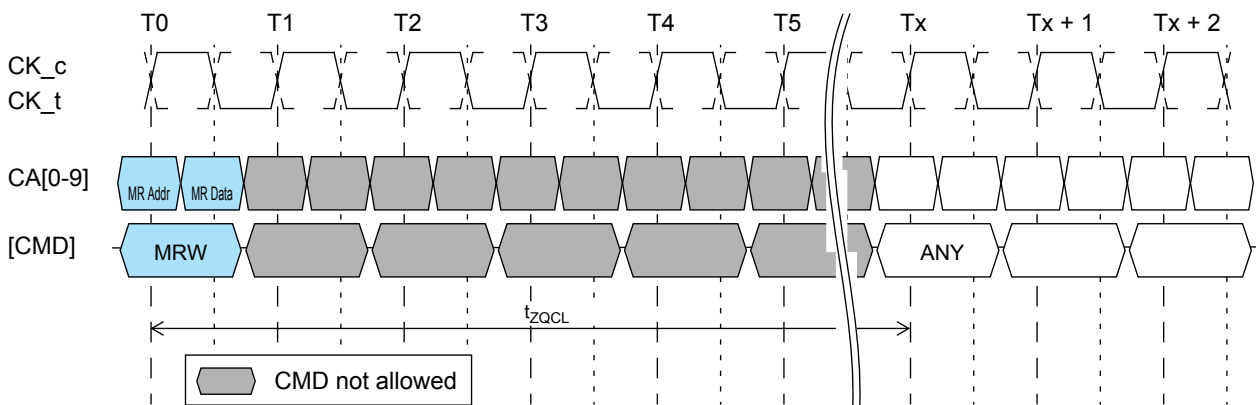 T0 T1 T2 T3 T4 T5 Tx Tx + 1 Tx + 2
CK_c
CK_t
CA[0-9] MR Addr MR Data
[CMD] MRW ANY
tZQCL
CMD not allowed